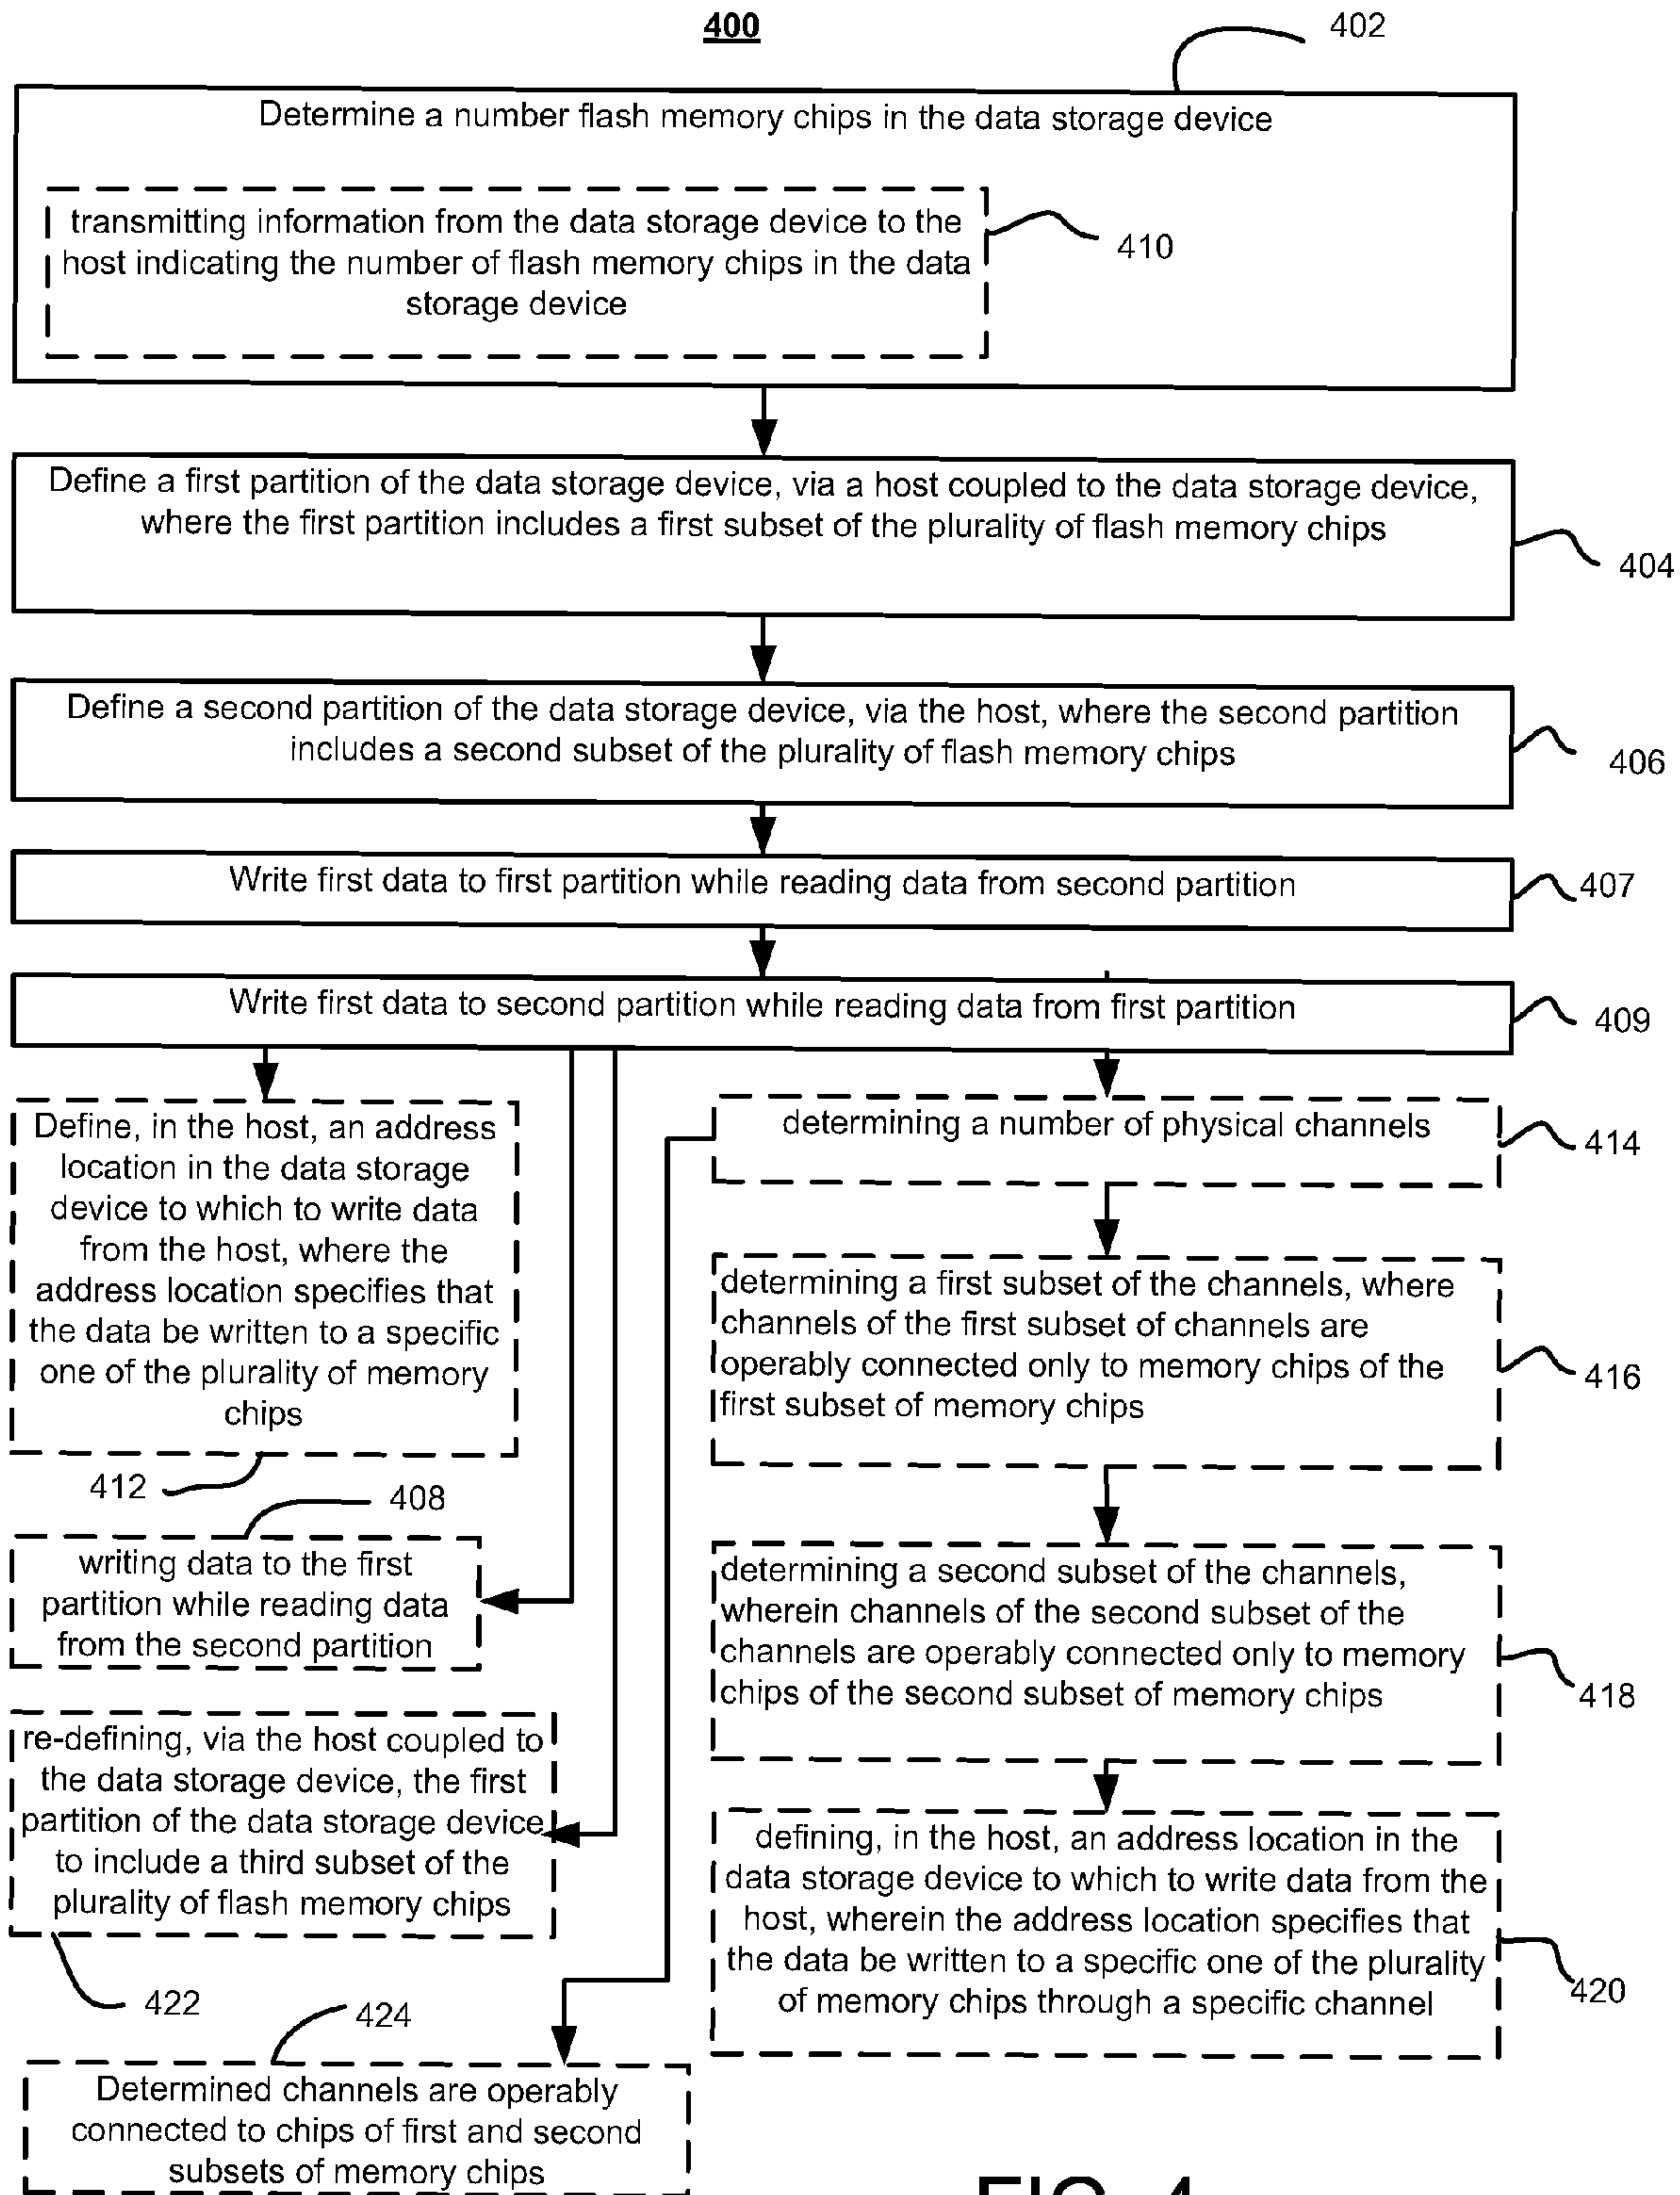 400
402
Determine a number flash memory chips in the data storage device
transmitting information from the data storage device to the
host indicating the number of flash memory chips in the data
storage device
410
Define a first partition of the data storage device, via a host coupled to the data storage device,
where the first partition includes a first subset of the plurality of flash memory chips
404
Define a second partition of the data storage device, via the host, where the second partition
includes a second subset of the plurality of flash memory chips
406
Write first data to first partition while reading data from second partition
407
Write first data to second partition while reading data from first partition
409
Define, in the host, an address
location in the data storage
device to which to write data
from the host, where the
address location specifies that
the data be written to a specific
one of the plurality of memory
chips
412
408
writing data to the first
partition while reading data
from the second partition
re-defining, via the host coupled to
the data storage device, the first
partition of the data storage device
to include a third subset of the
plurality of flash memory chips
422
424
Determined channels are operably
connected to chips of first and second
subsets of memory chips
determining a number of physical channels
414
determining a first subset of the channels, where
channels of the first subset of channels are
operably connected only to memory chips of the
first subset of memory chips
416
determining a second subset of the channels,
wherein channels of the second subset of the
channels are operably connected only to memory
chips of the second subset of memory chips
418
defining, in the host, an address location in the
data storage device to which to write data from the
host, wherein the address location specifies that
the data be written to a specific one of the plurality
of memory chips through a specific channel
420
FIG. 4